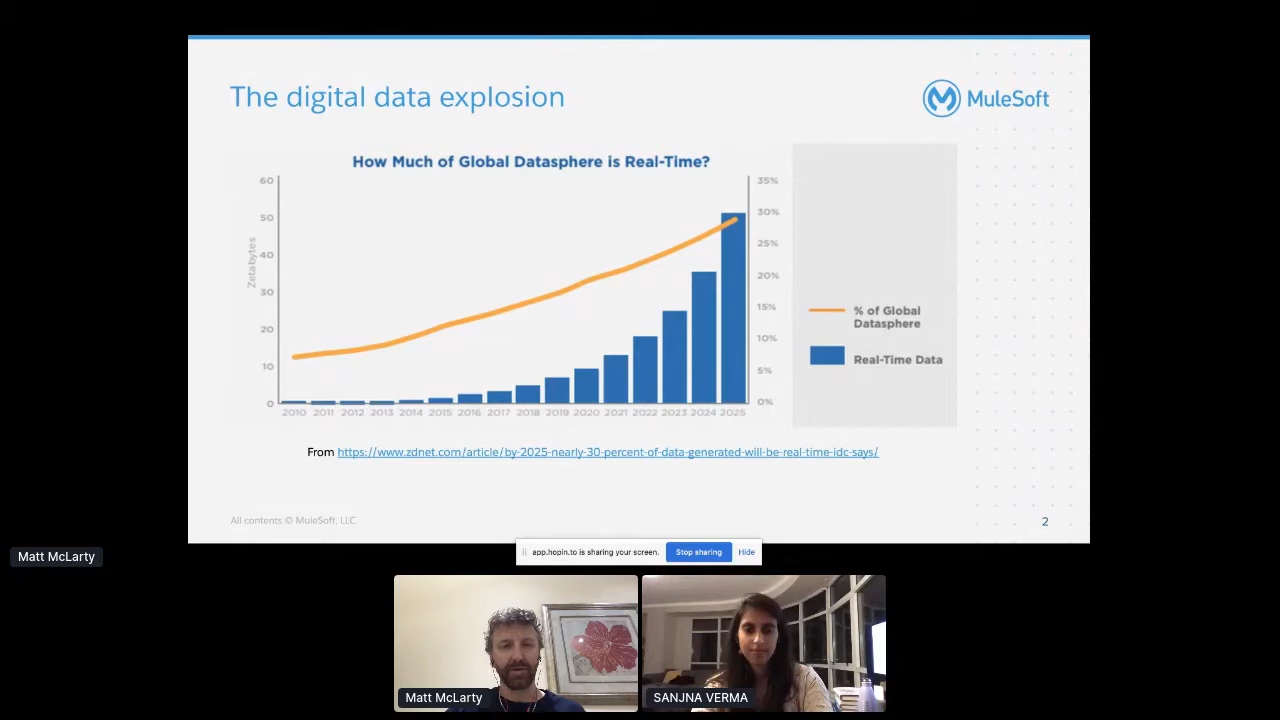 The digital data explosion
MuleSoft
How Much of Global Datasphere is Real-Time?
Zetabytes
60
50
40
30
20
10
0
35%
30%
25%
20%
15%
10%
5%
0%
2010 2011 2012 2013 2014 2015 2016 2017 2018 2019 2020 2021 2022 2023 2024 2025
% of Global
Datasphere
Real-Time Data
From https://www.zdnet.com/article/by-2025-nearly-30-percent-of-data-generated-will-be-real-time-idc-says/
All contents © MuleSoft, LLC
2
Matt McLarty
app.hopin.to is sharing your screen. Stop sharing Hide
Matt McLarty
SANJNA VERMA